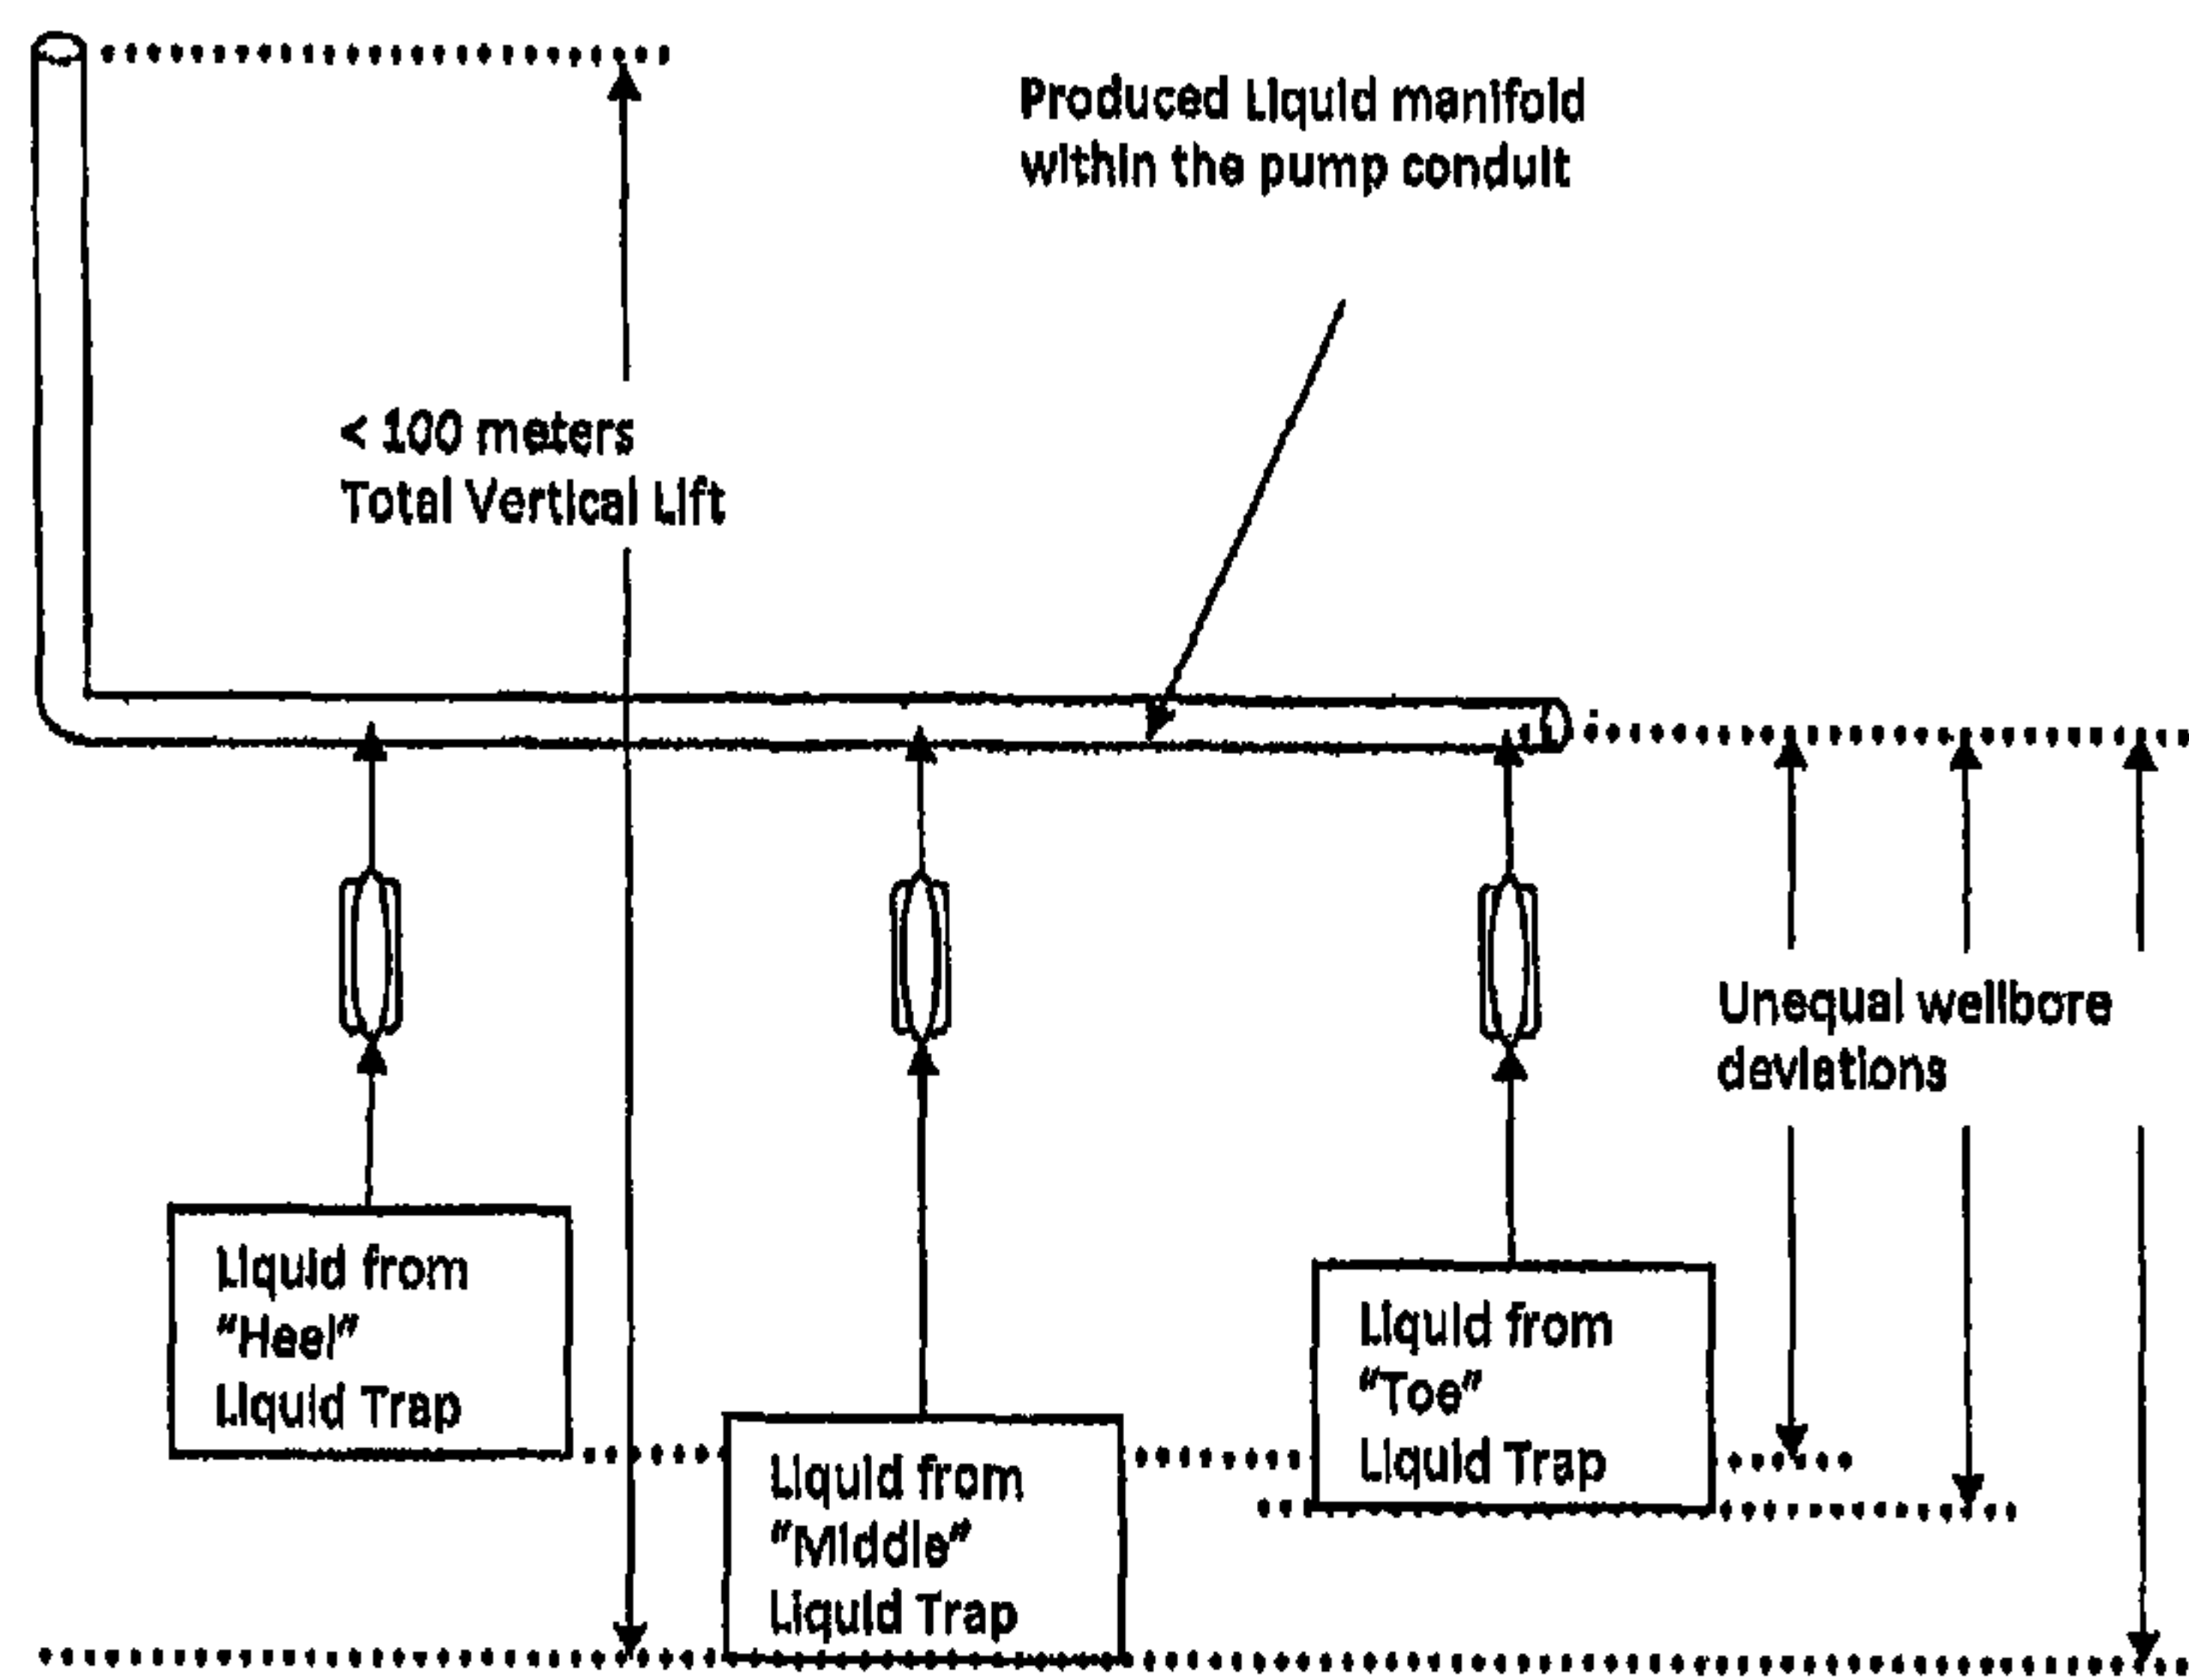 Produced Liquid manifold
within the pump conduit
< 100 meters
Total Vertical Lift
Unequal wellbore
deviations
Liquid from
"Heel"
Liquid Trap
Liquid from
"Middle"
Liquid Trap
Liquid from
"Toe"
Liquid Trap